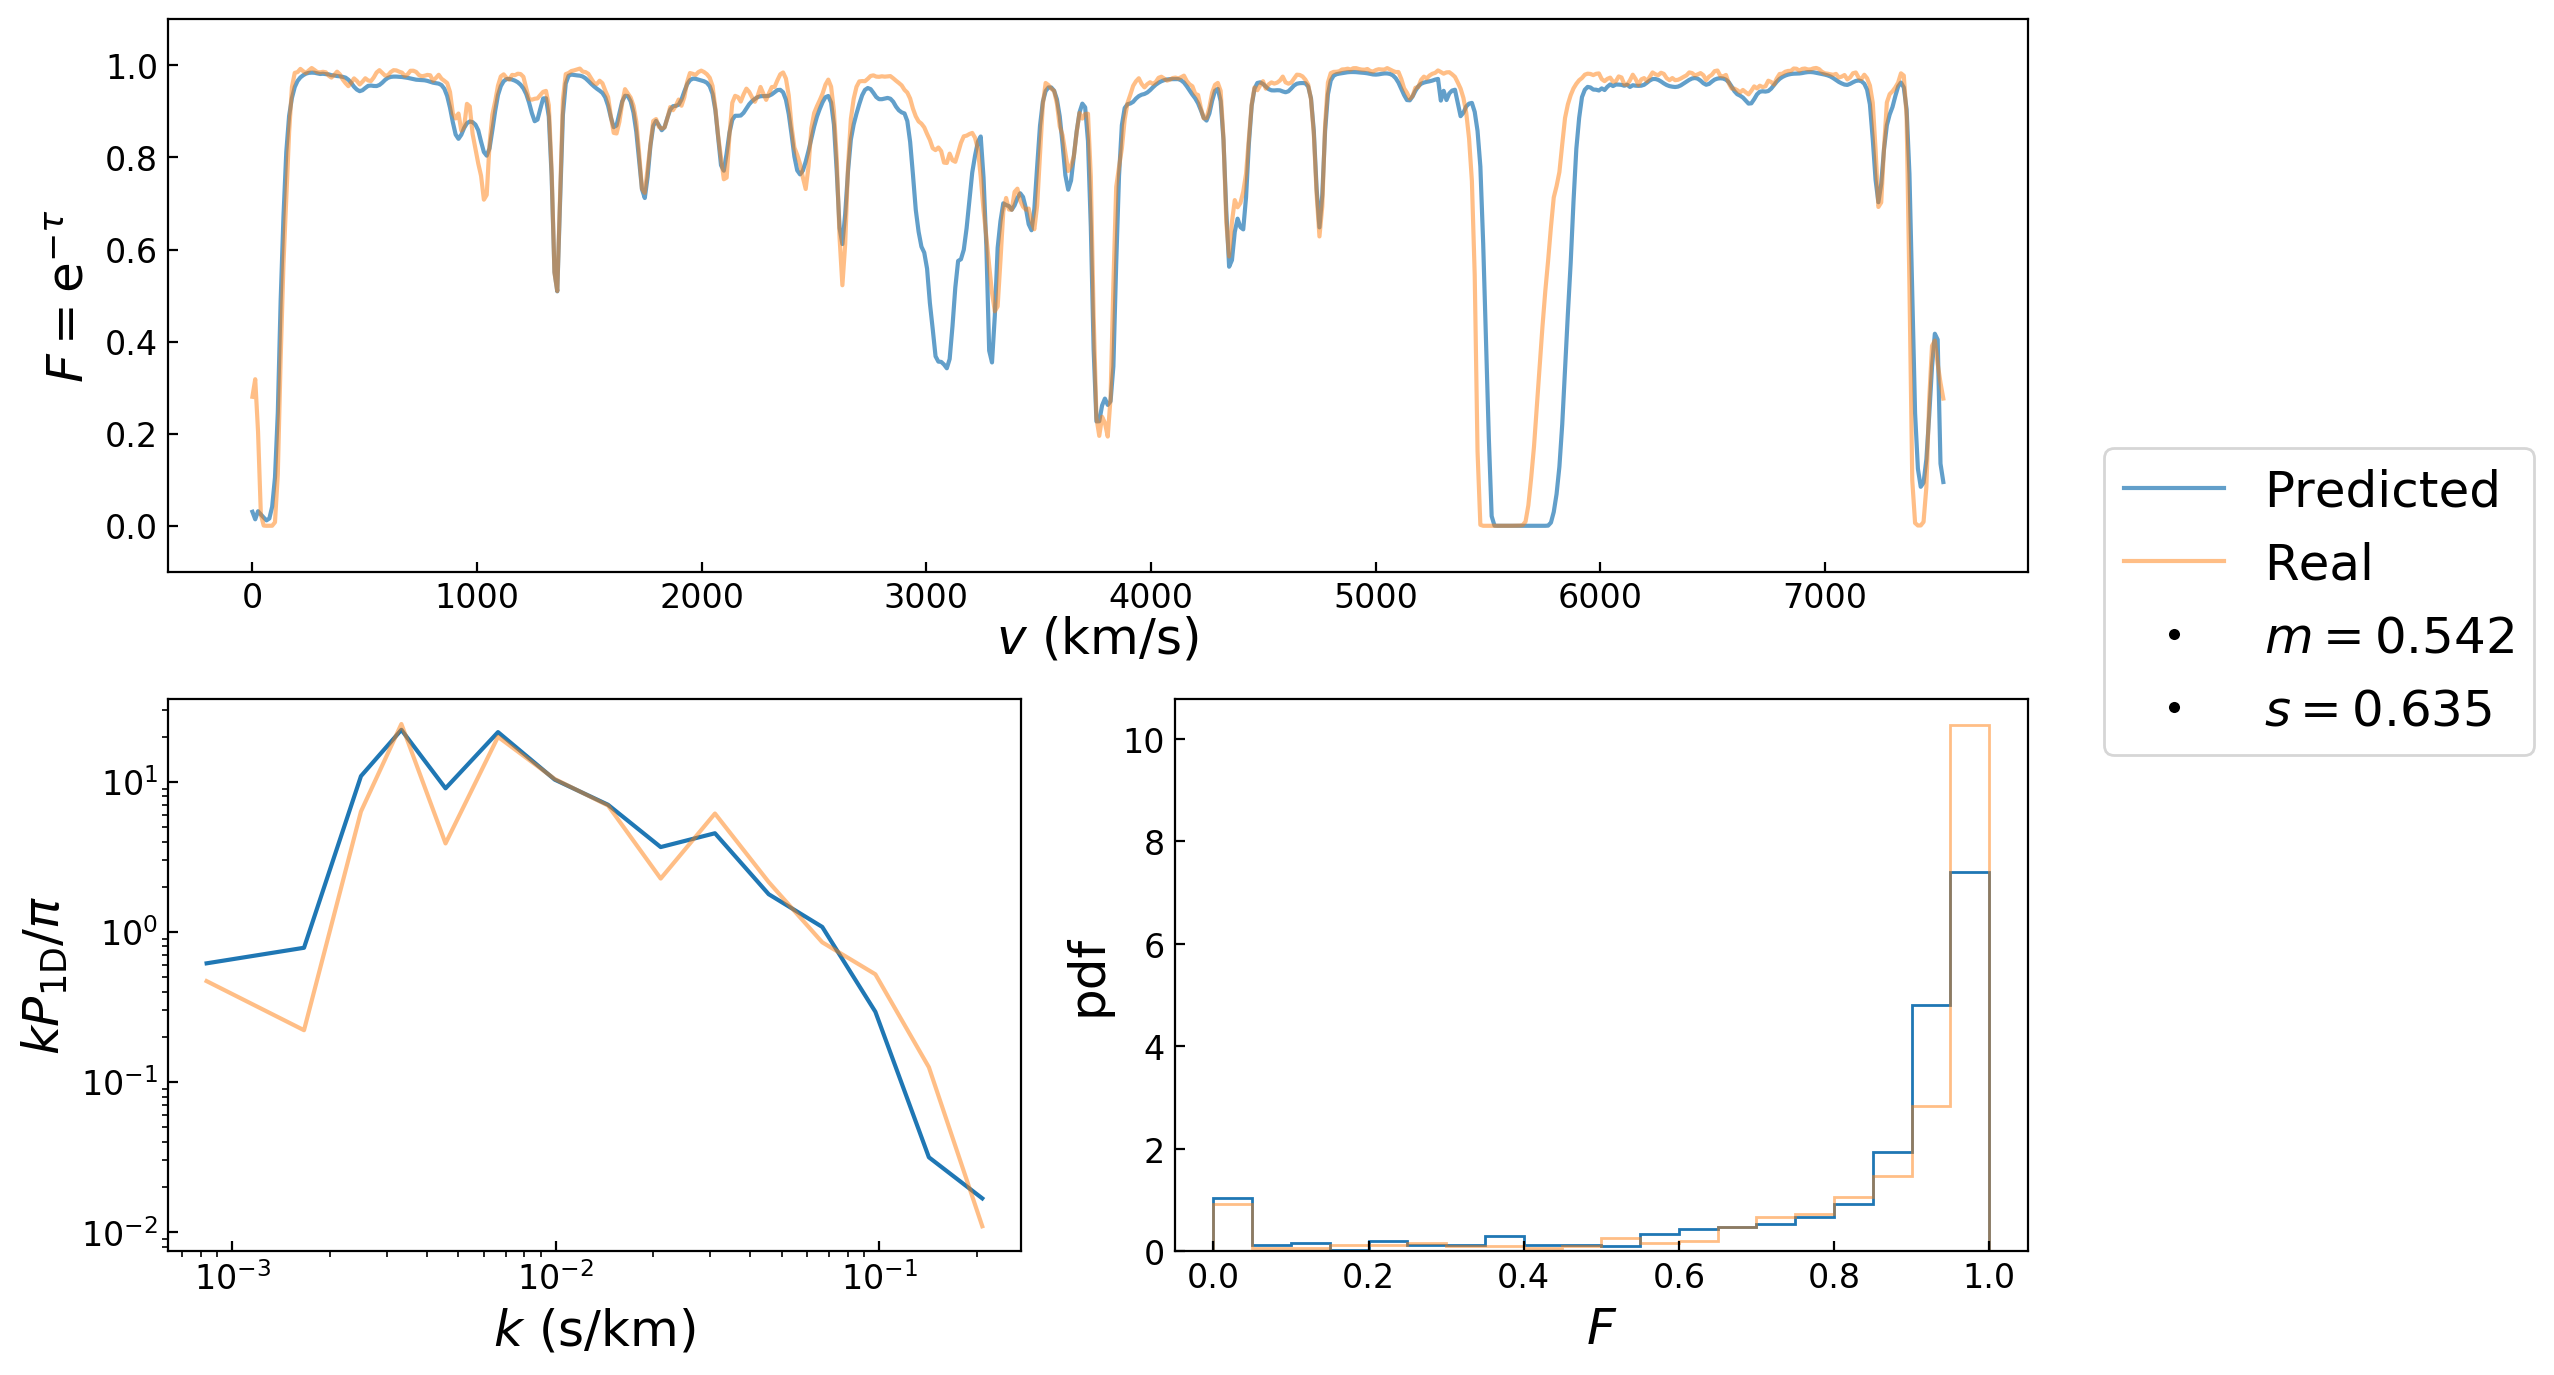 F = e^{-τ}
1.0
0.8
0.6
0.4
0.2
0.0
0 1000 2000 3000 4000 5000 6000 7000
v (km/s)
Predicted
Real
m = 0.542
s = 0.635
kP_{1D}/π
10^1
10^0
10^{-1}
10^{-2}
10^{-3} 10^{-2} 10^{-1}
k (s/km)
pdf
10
8
6
4
2
0
0.0 0.2 0.4 0.6 0.8 1.0
F